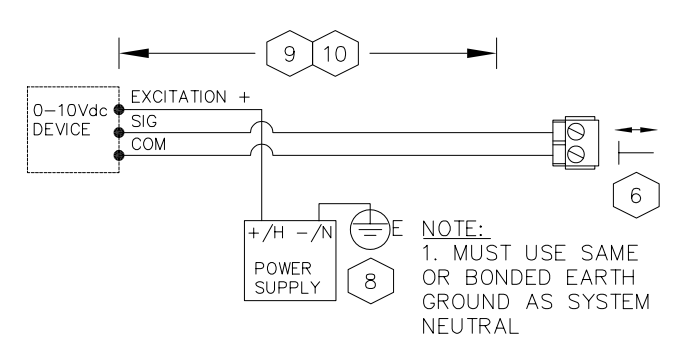 9 10
EXCITATION +
0-10Vdc
DEVICE
SIG
COM
6
+/H -/N
E
POWER
SUPPLY
8
NOTE:
1. MUST USE SAME
OR BONDED EARTH
GROUND AS SYSTEM
NEUTRAL